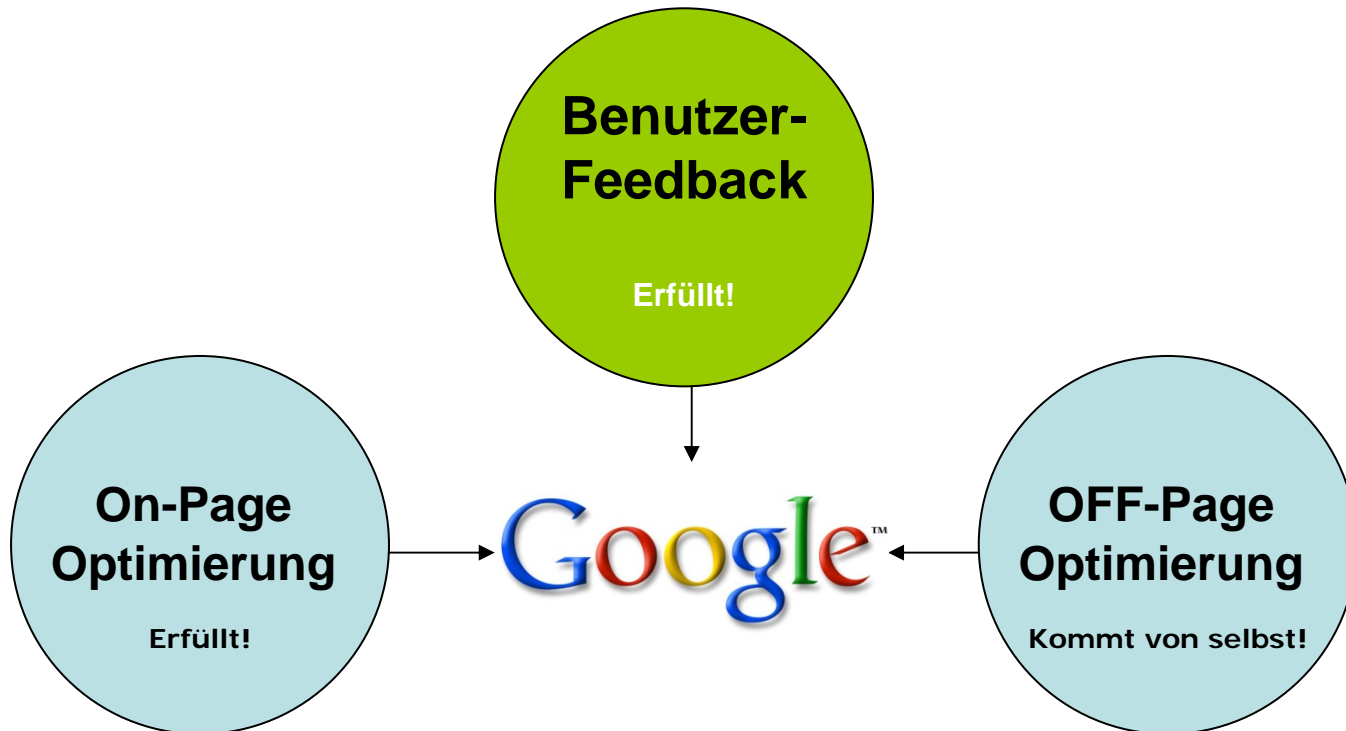 Benutzer-
Feedback
Erfüllt!
On-Page
Optimierung
Erfüllt!
Google™
OFF-Page
Optimierung
Kommt von selbst!